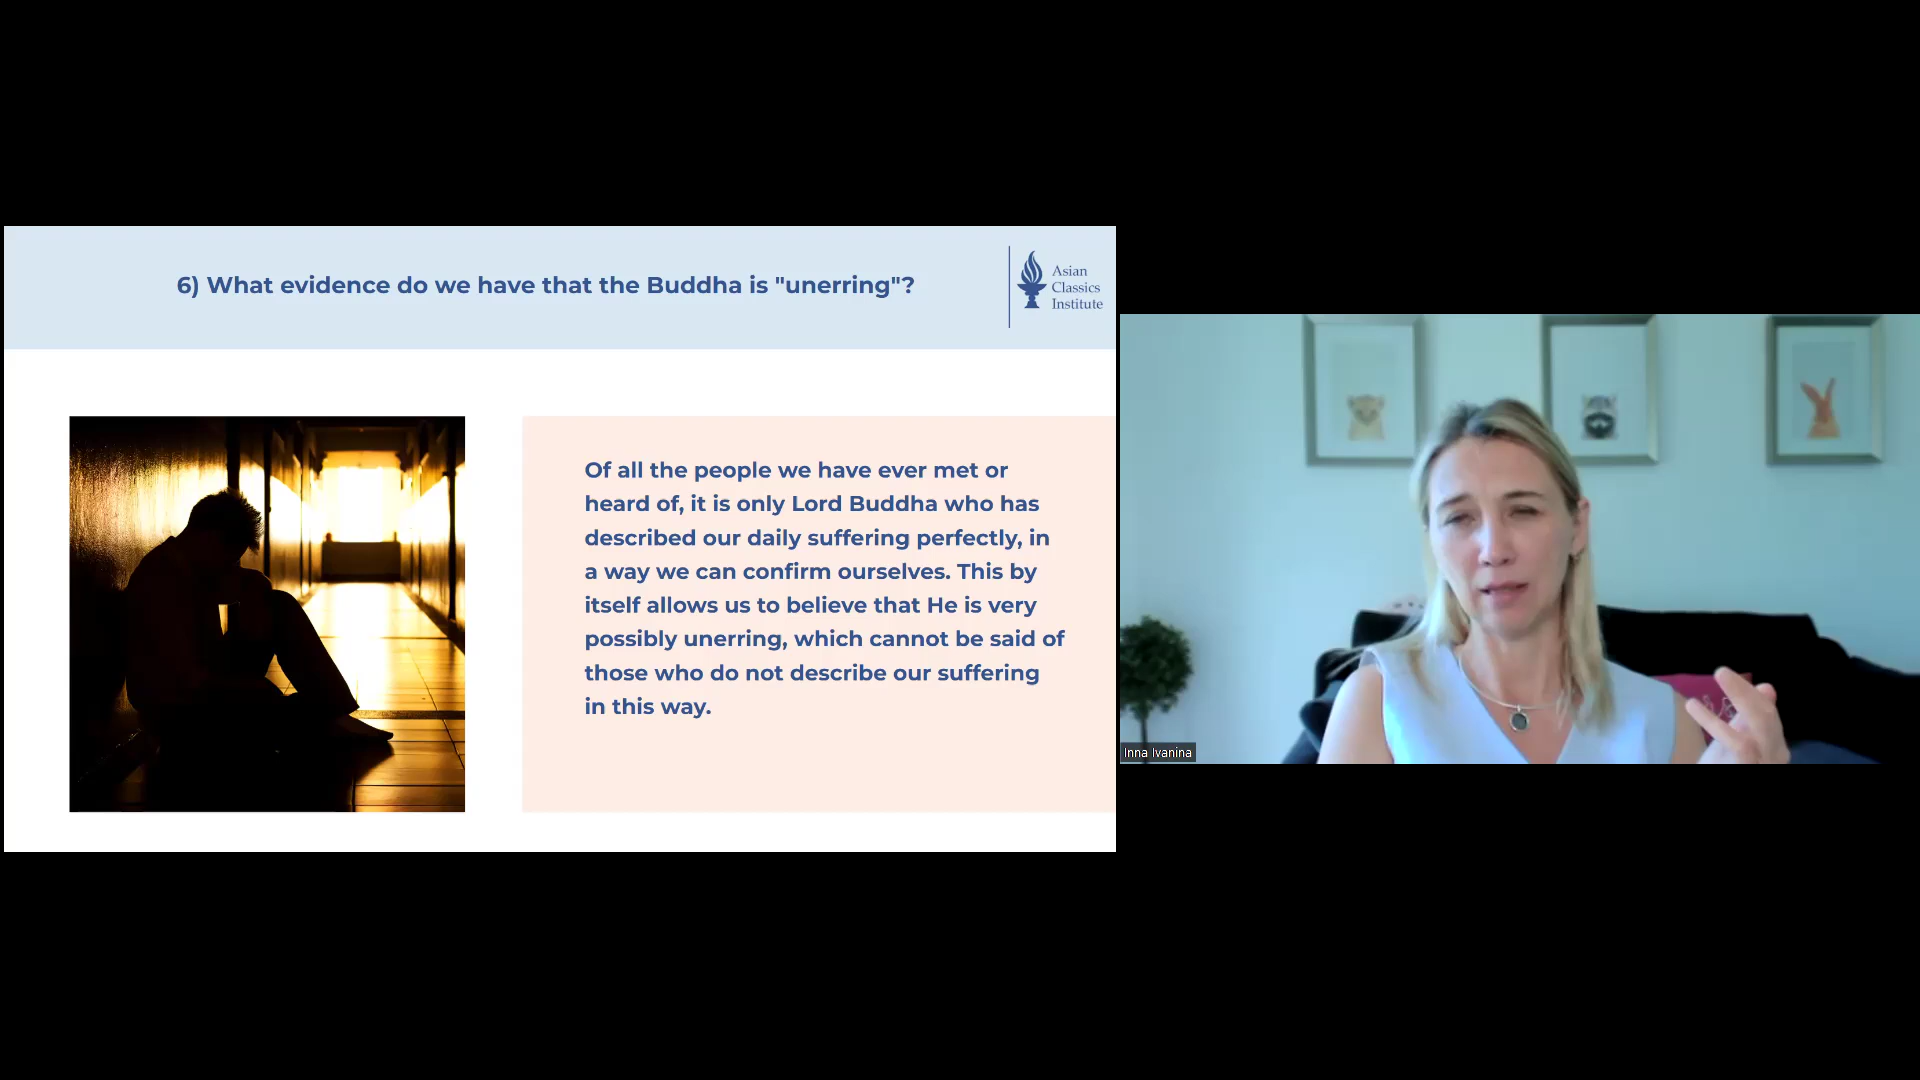 6) What evidence do we have that the Buddha is "unerring"?
Asian
Classics
Institute
Of all the people we have ever met or
heard of, it is only Lord Buddha who has
described our daily suffering perfectly, in
a way we can confirm ourselves. This by
itself allows us to believe that He is very
possibly unerring, which cannot be said of
those who do not describe our suffering
in this way.
Inna Ivanina